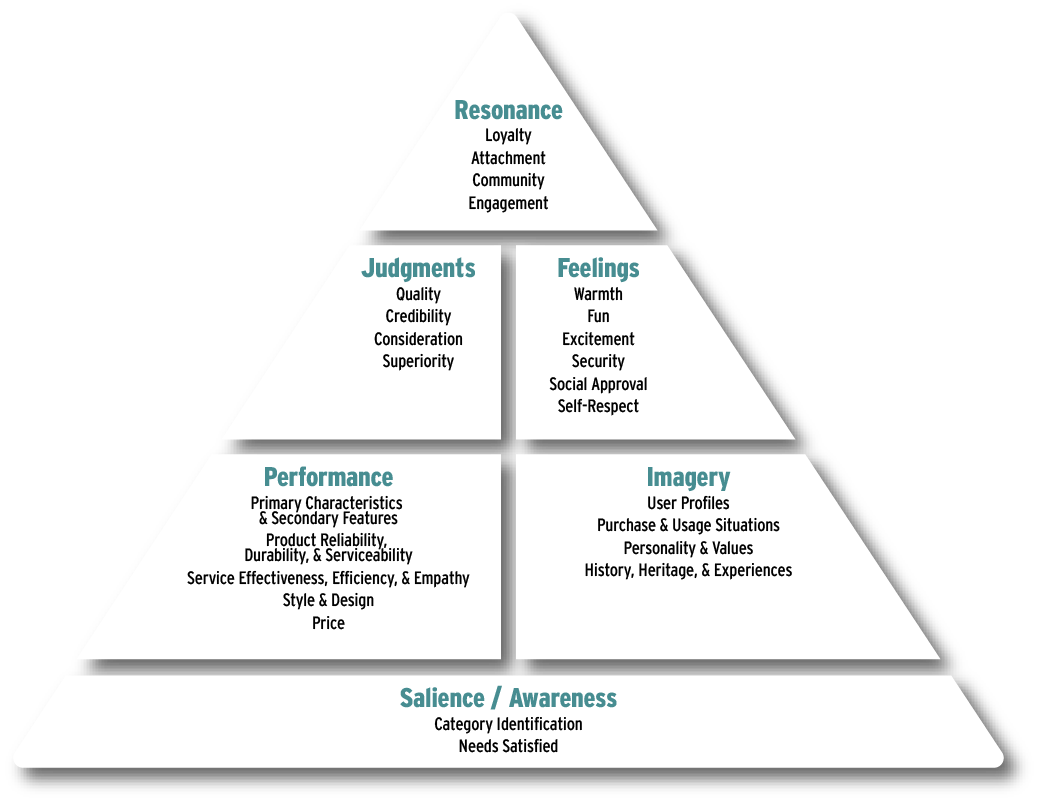 Resonance
Loyalty
Attachment
Community
Engagement
Judgments
Quality
Credibility
Consideration
Superiority
Feelings
Warmth
Fun
Excitement
Security
Social Approval
Self-Respect
Performance
Primary Characteristics
& Secondary Features
Product Reliability,
Durability, & Serviceability
Service Effectiveness, Efficiency, & Empathy
Style & Design
Price
Imagery
User Profiles
Purchase & Usage Situations
Personality & Values
History, Heritage, & Experiences
Salience / Awareness
Category Identification
Needs Satisfied